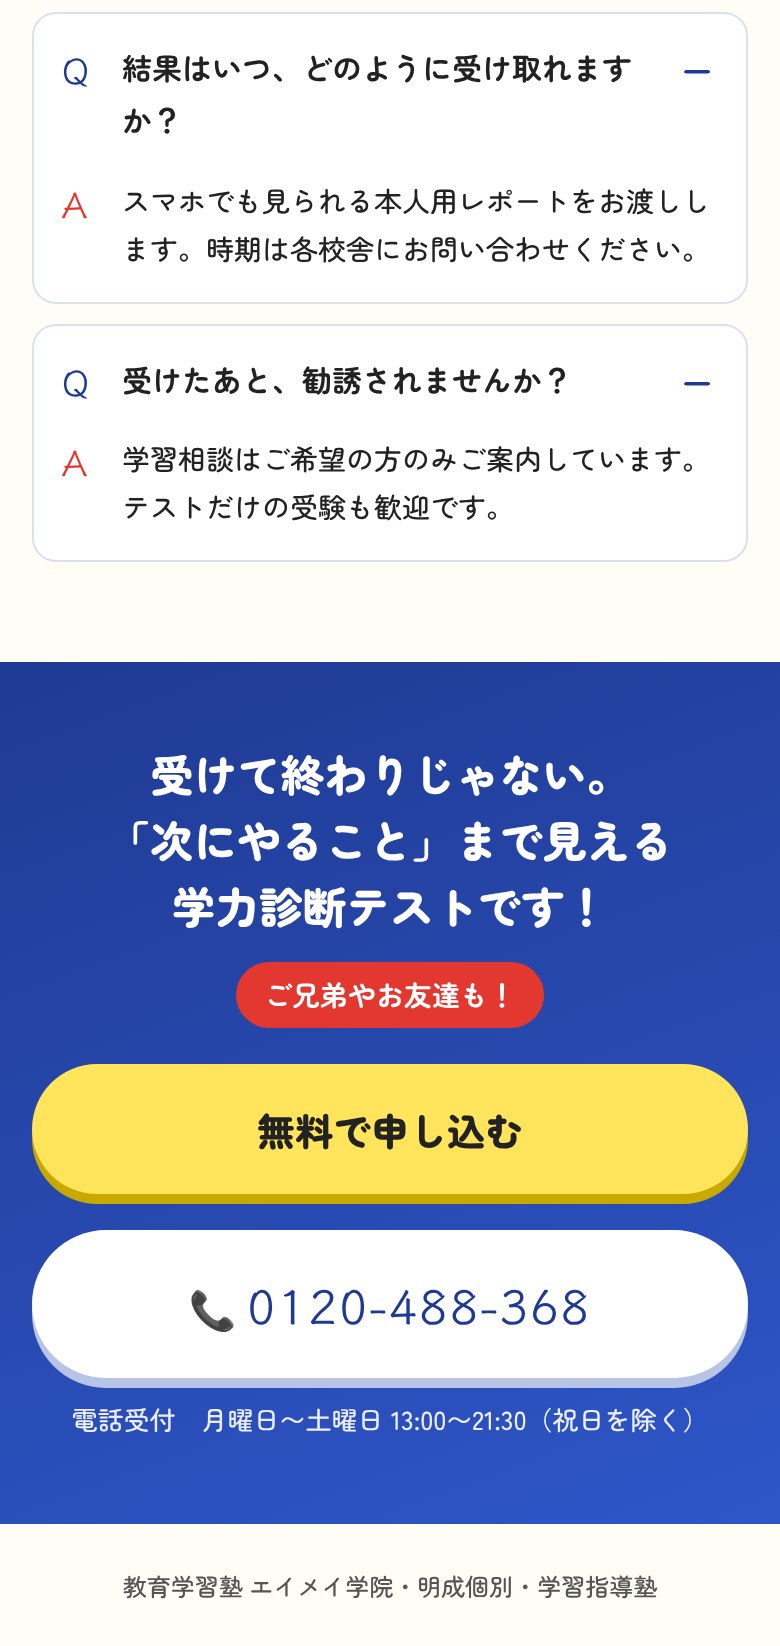 Q 結果はいつ、どのように受け取れます
か？
A スマホでも見られる本人用レポートをお渡しし
ます。時期は各校舎にお問い合わせください。
Q 受けたあと、勧誘されませんか？
A 学習相談はご希望の方のみご案内しています。
テストだけの受験も歓迎です。
受けて終わりじゃない。
「次にやること」まで見える
学力診断テストです！
ご兄弟やお友達も！
無料で申し込む
0120-488-368
電話受付　月曜日〜土曜日 13:00〜21:30（祝日を除く）
教育学習塾 エイメイ学院・明成個別・学習指導塾